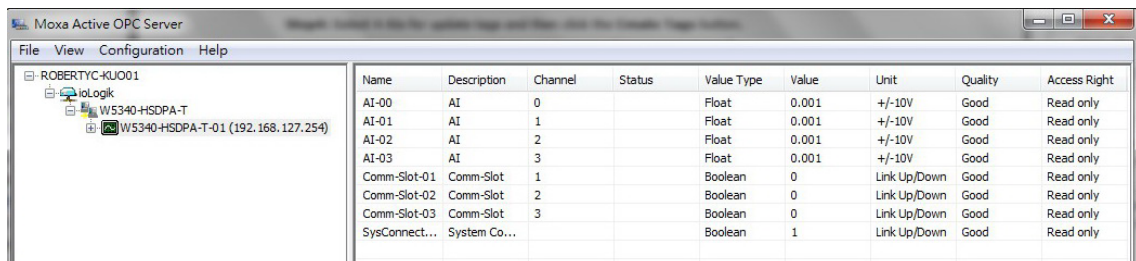 Moxa Active OPC Server
File View Configuration Help
ROBERTYC-KUO01
ioLogik
W5340-HSDPA-T
W5340-HSDPA-T-01 (192.168.127.254)
Name Description Channel Status Value Type Value Unit Quality Access Right
AI-00 AI 0 Float 0.001 +/-10V Good Read only
AI-01 AI 1 Float 0.001 +/-10V Good Read only
AI-02 AI 2 Float 0.001 +/-10V Good Read only
AI-03 AI 3 Float 0.001 +/-10V Good Read only
Comm-Slot-01 Comm-Slot 1 Boolean 0 Link Up/Down Good Read only
Comm-Slot-02 Comm-Slot 2 Boolean 0 Link Up/Down Good Read only
Comm-Slot-03 Comm-Slot 3 Boolean 0 Link Up/Down Good Read only
SysConnect... System Co... Boolean 1 Link Up/Down Good Read only